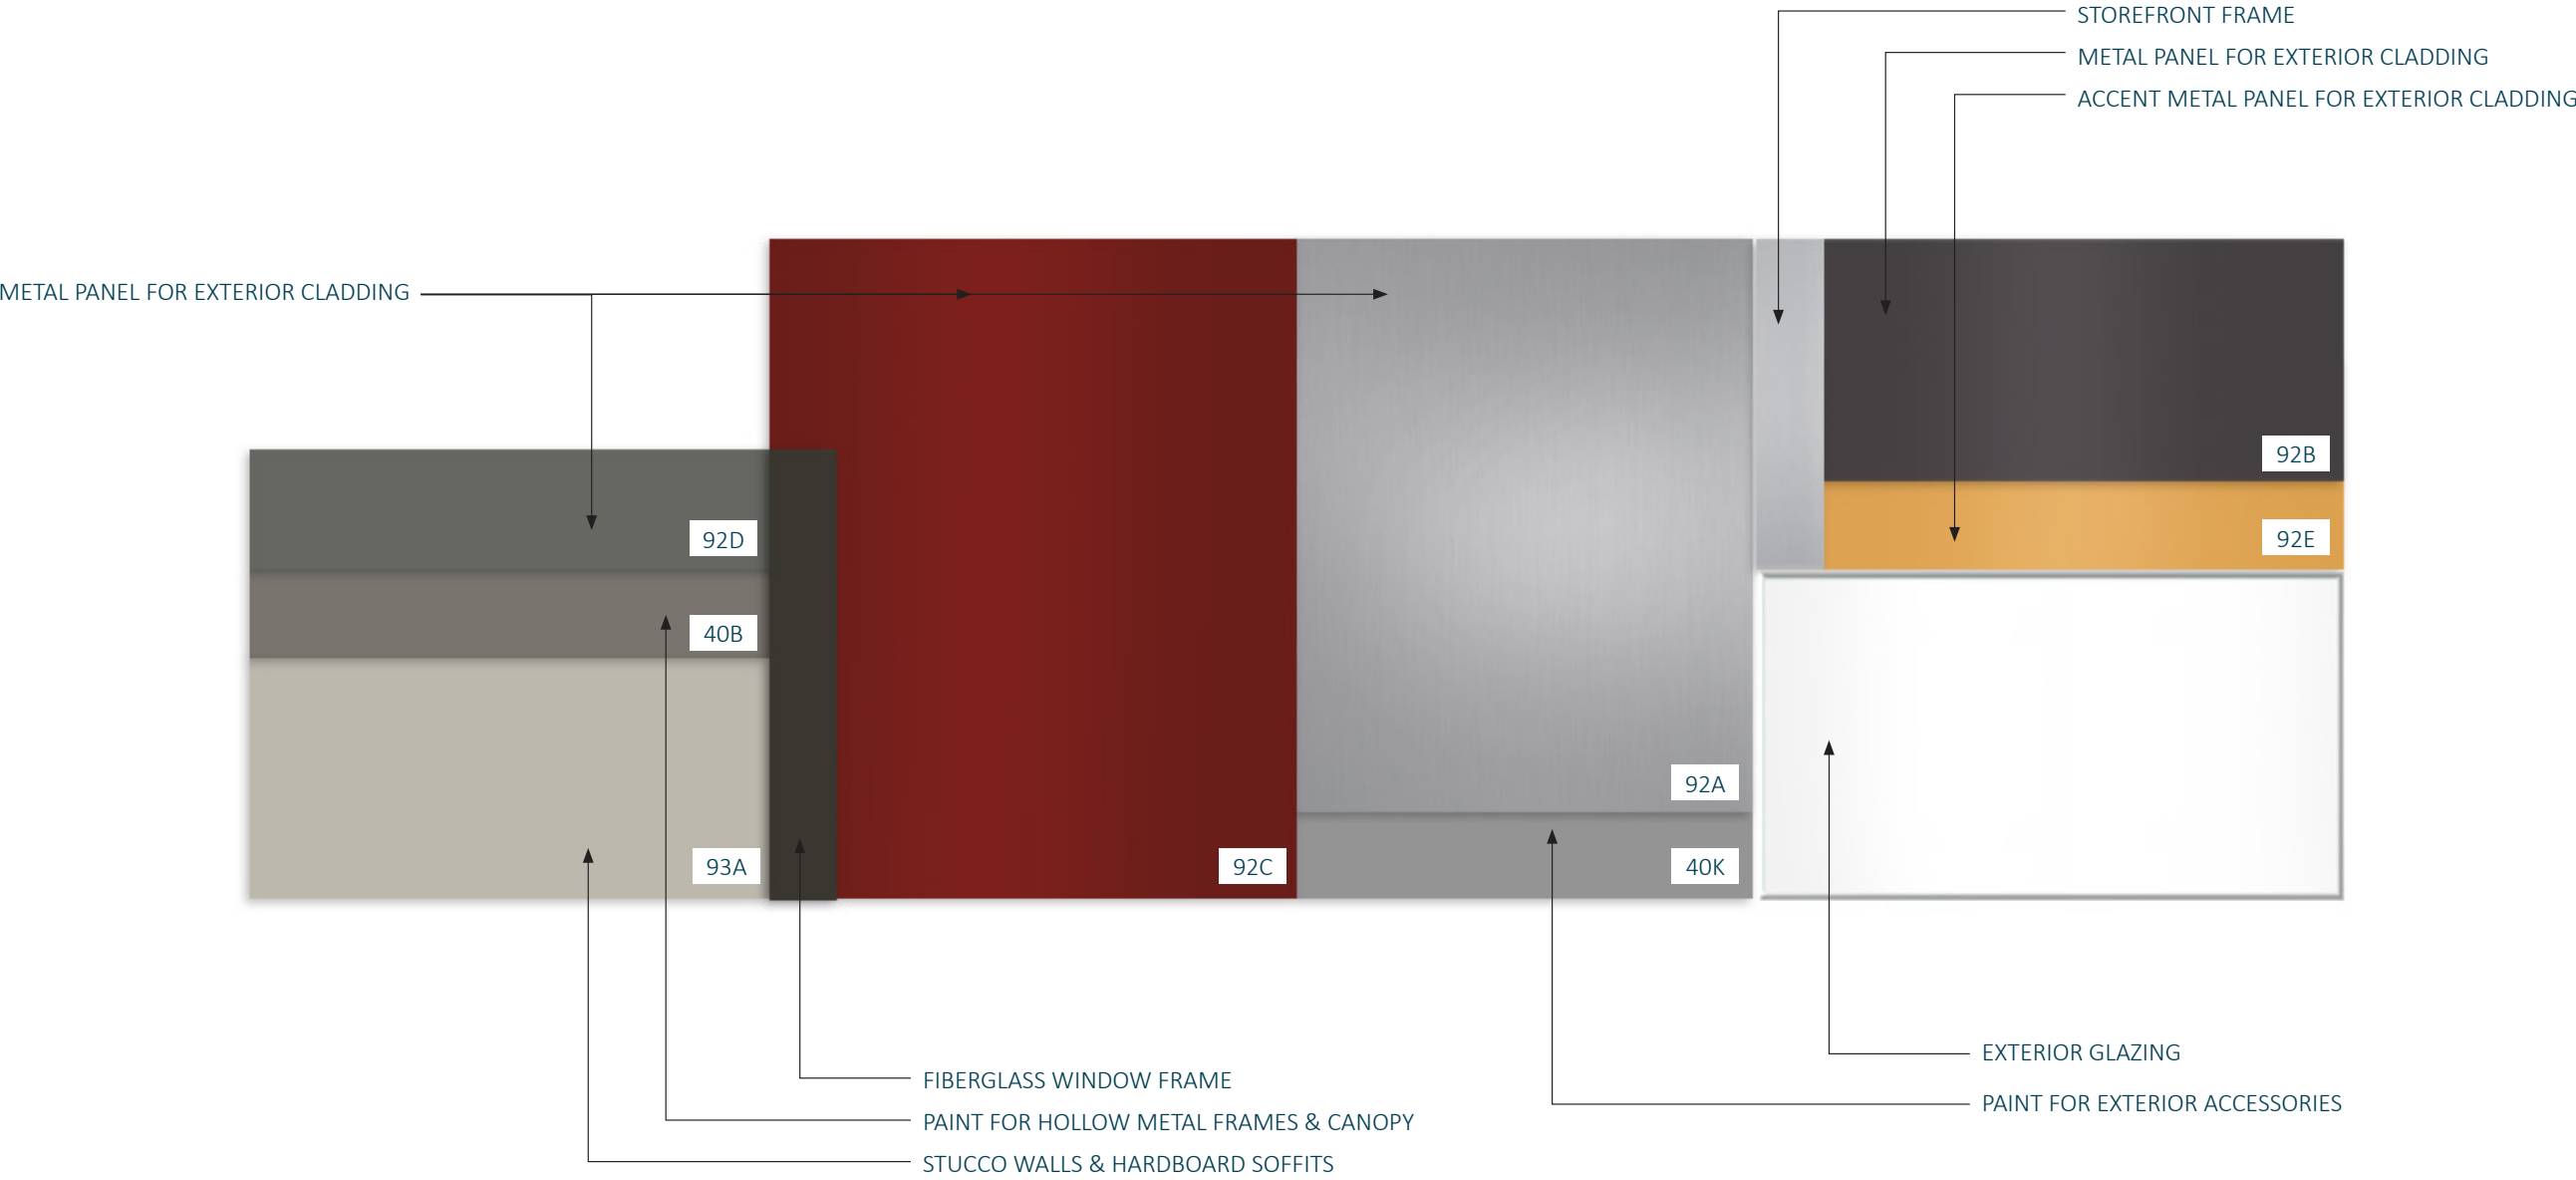 STOREFRONT FRAME
METAL PANEL FOR EXTERIOR CLADDING
ACCENT METAL PANEL FOR EXTERIOR CLADDING
METAL PANEL FOR EXTERIOR CLADDING
92B
92D
92E
40B
92A
93A
92C
40K
EXTERIOR GLAZING
FIBERGLASS WINDOW FRAME
PAINT FOR EXTERIOR ACCESSORIES
PAINT FOR HOLLOW METAL FRAMES & CANOPY
STUCCO WALLS & HARDBOARD SOFFITS